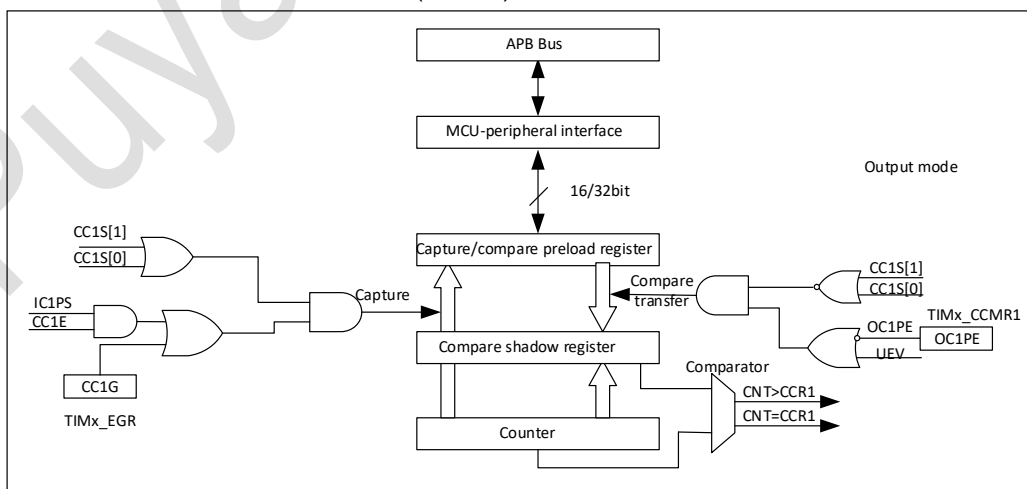 Puya
APB Bus
MCU-peripheral interface
Output mode
16/32bit
CC1S[1]
CC1S[0]
Capture/compare preload register
IC1PS
CC1E
Capture
Compare
transfer
CC1S[1]
CC1S[0]
TIMx_CCMR1
OC1PE
OC1PE
UEV
Compare shadow register
CC1G
TIMx_EGR
Comparator
CNT>CCR1
CNT=CCR1
Counter